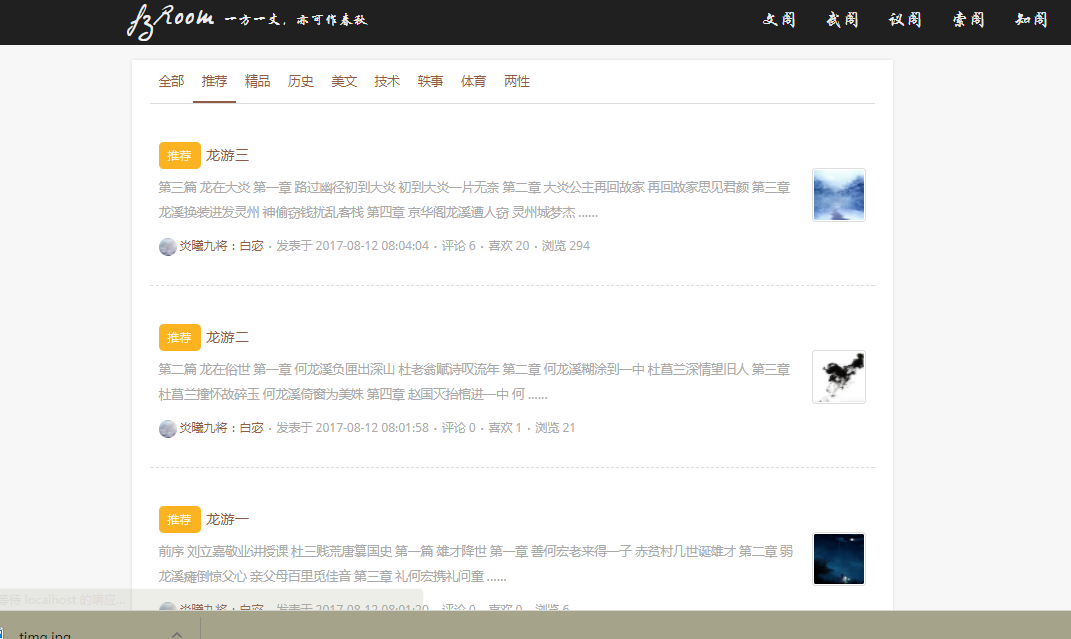 fzRoom 一方一丈，亦可作春秋 文阁 武阁 议阁 索阁 知阁
全部 推荐 精品 历史 美文 技术 轶事 体育 两性
推荐 龙游三
第三篇 龙在大炎 第一章 路过幽径初到大炎 初到大炎一片无奈 第二章 大炎公主再回故家 再回故家思见君颜 第三章
龙溪换装进发灵州 神偷窃钱扰乱客栈 第四章 京华阁龙溪遭人窃 灵州城梦杰 ......
炎曦九将：白宓 · 发表于 2017-08-12 08:04:04 · 评论 6 · 喜欢 20 · 浏览 294
推荐 龙游二
第二篇 龙在俗世 第一章 何龙溪负匣出深山 杜老翁赋诗叹流年 第二章 何龙溪糊涂到一中 杜菖兰深情望旧人 第三章
杜菖兰撞怀故碎玉 何龙溪倚窗为美姝 第四章 赵国灭抬棺进一中 何 ......
炎曦九将：白宓 · 发表于 2017-08-12 08:01:58 · 评论 0 · 喜欢 1 · 浏览 21
推荐 龙游一
前序 刘立嘉敬业讲授课 杜三贱荒唐篡国史 第一篇 雄才降世 第一章 善何宏老来得一子 赤贫村几世诞雄才 第二章 弱
龙溪瘫倒惊父心 亲父母百里觅佳音 第三章 礼何宏携礼问童 ......
炎曦九将：白宓 · 发表于 2017-08-12 08:01:20 · 评论 0 · 喜欢 0 · 浏览 6
等待 localhost 的响应...
timg.jpg